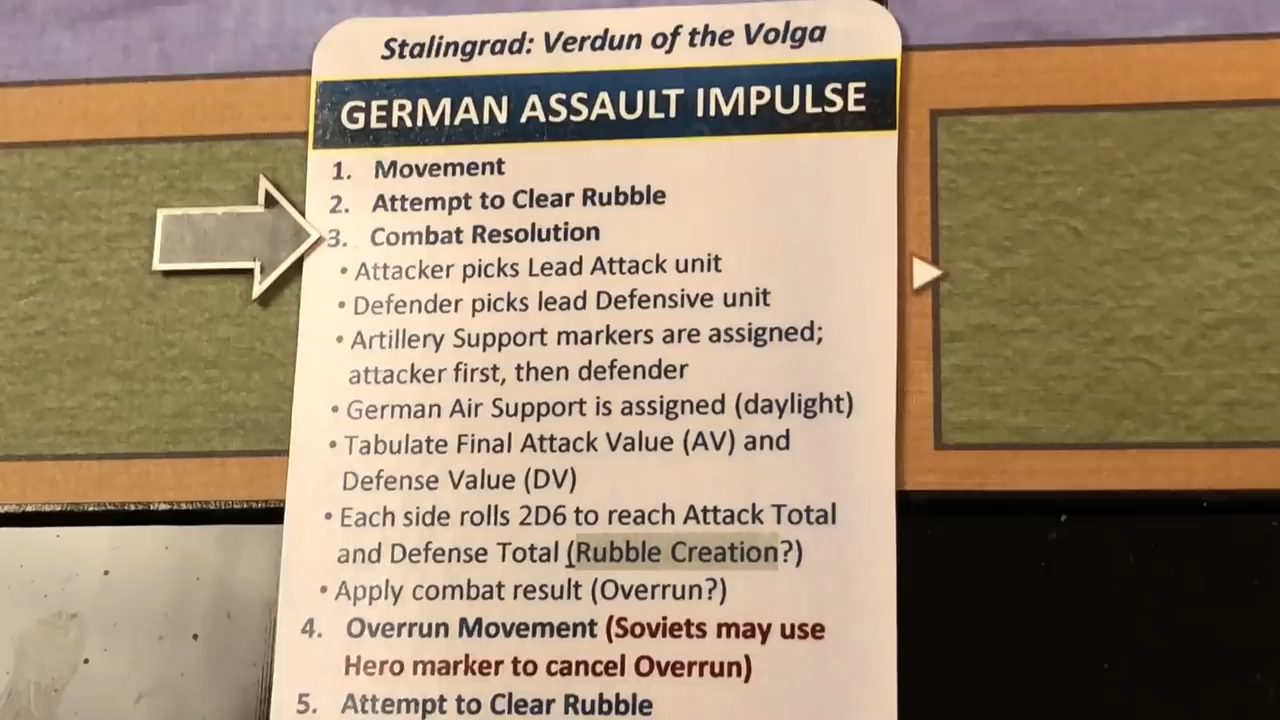 Stalingrad: Verdun of the Volga
GERMAN ASSAULT IMPULSE
1. Movement
2. Attempt to Clear Rubble
3. Combat Resolution
• Attacker picks Lead Attack unit
• Defender picks lead Defensive unit
• Artillery Support markers are assigned;
attacker first, then defender
• German Air Support is assigned (daylight)
• Tabulate Final Attack Value (AV) and
Defense Value (DV)
• Each side rolls 2D6 to reach Attack Total
and Defense Total (Rubble Creation?)
• Apply combat result (Overrun?)
4. Overrun Movement (Soviets may use
Hero marker to cancel Overrun)
5. Attempt to Clear Rubble